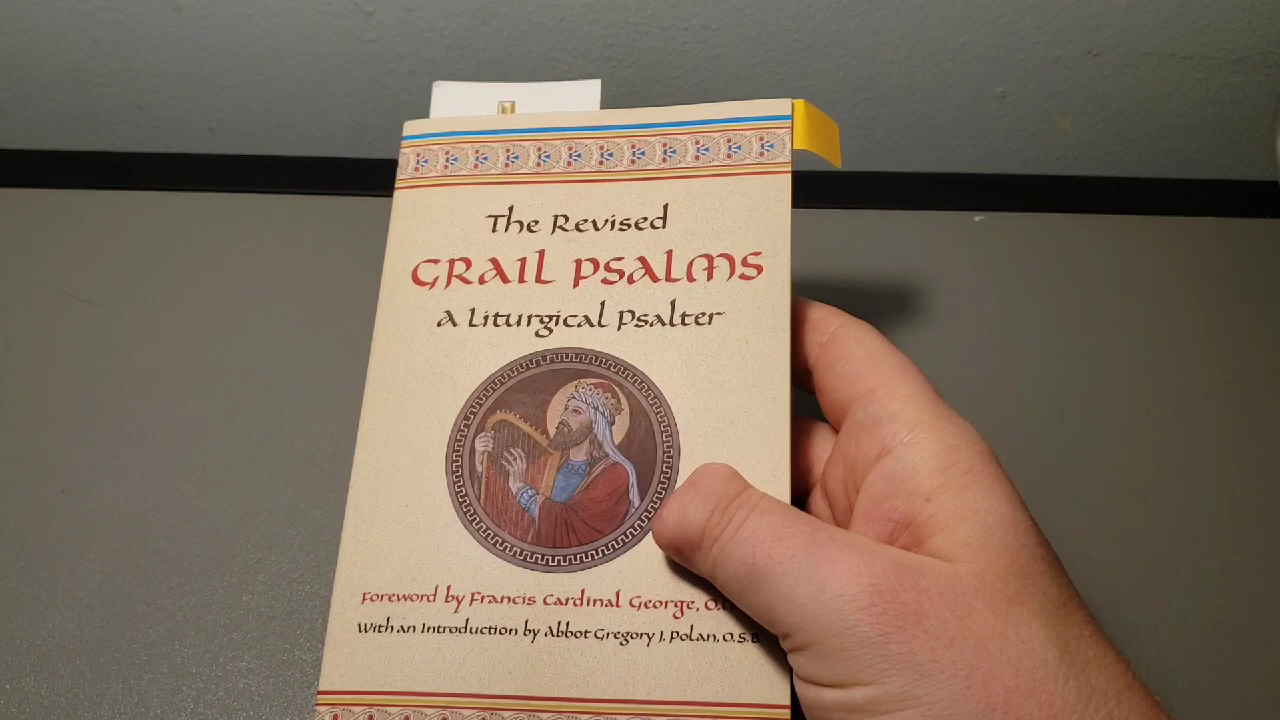 The Revised
GRAIL PSALMS
a Liturgical Psalter
Foreword by Francis Cardinal George,
With an Introduction by Abbot Gregory J. Polan, O.S.B.